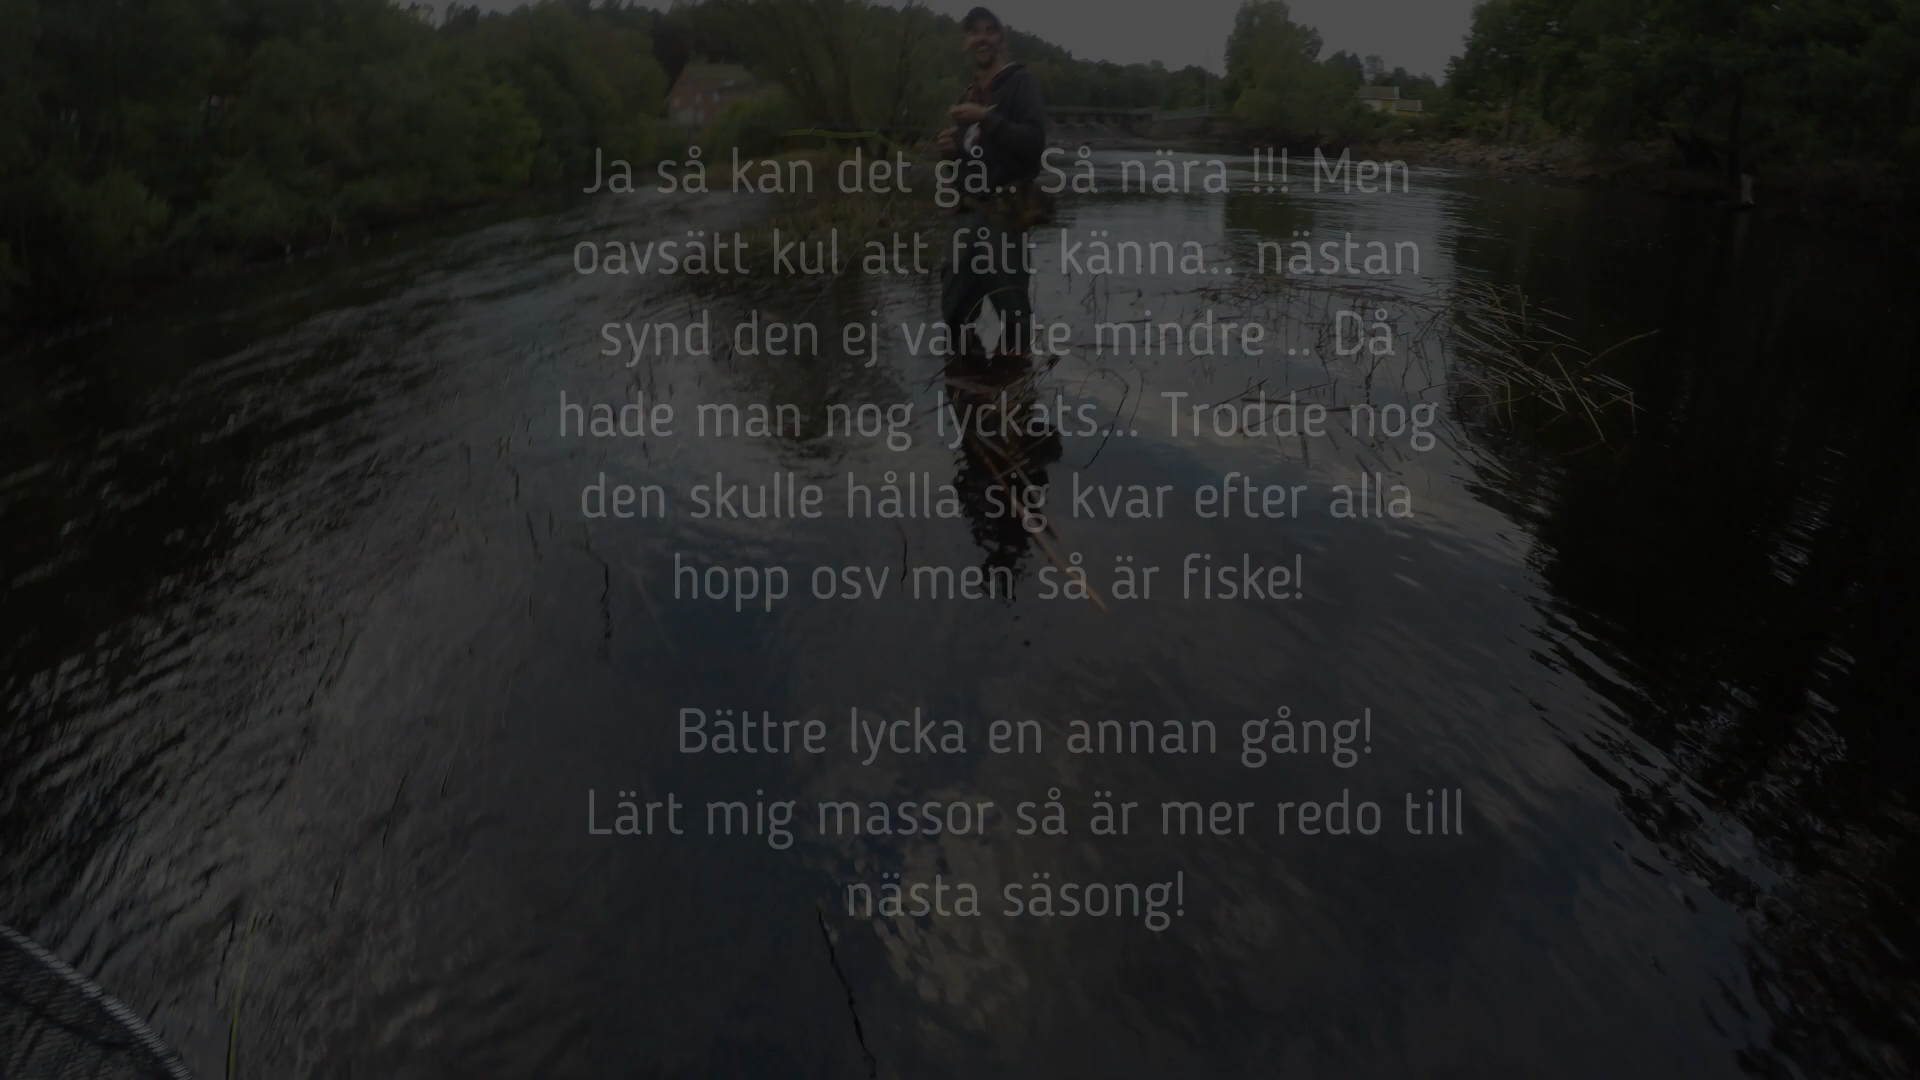 Ja så kan det gå.. Så nära !!! Men
oavsätt kul att fått känna.. nästan
synd den ej var lite mindre .. Då
hade man nog lyckats... Trodde nog
den skulle hålla sig kvar efter alla
hopp osv men så är fiske!
Bättre lycka en annan gång!
Lärt mig massor så är mer redo till
nästa säsong!